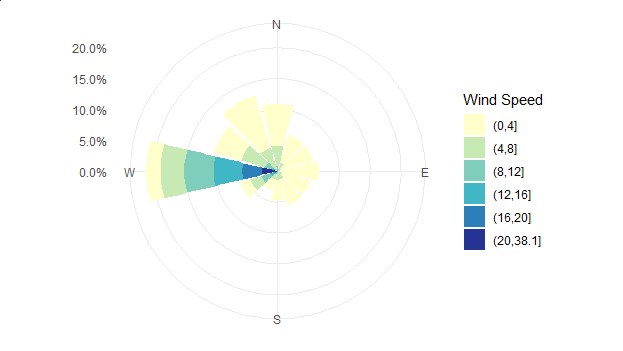 N
20.0%
15.0%
10.0%
5.0%
0.0%
W
E
S
Wind Speed
(0,4]
(4,8]
(8,12]
(12,16]
(16,20]
(20,38.1]